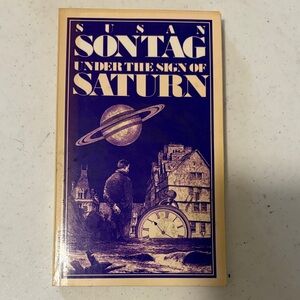 SUSAN
SONTAG
UNDER THE SIGN OF
SATURN